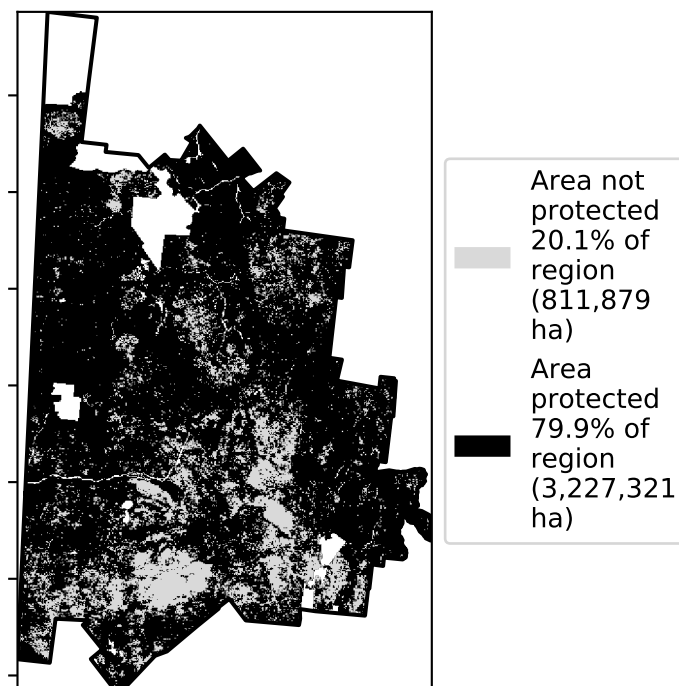 Area not
protected
20.1% of
region
(811,879
ha)
Area
protected
79.9% of
region
(3,227,321
ha)